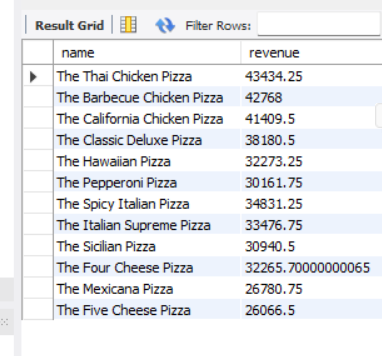 Result Grid Filter Rows:
name revenue
The Thai Chicken Pizza 43434.25
The Barbecue Chicken Pizza 42768
The California Chicken Pizza 41409.5
The Classic Deluxe Pizza 38180.5
The Hawaiian Pizza 32273.25
The Pepperoni Pizza 30161.75
The Spicy Italian Pizza 34831.25
The Italian Supreme Pizza 33476.75
The Sicilian Pizza 30940.5
The Four Cheese Pizza 32265.70000000065
The Mexicana Pizza 26780.75
The Five Cheese Pizza 26066.5